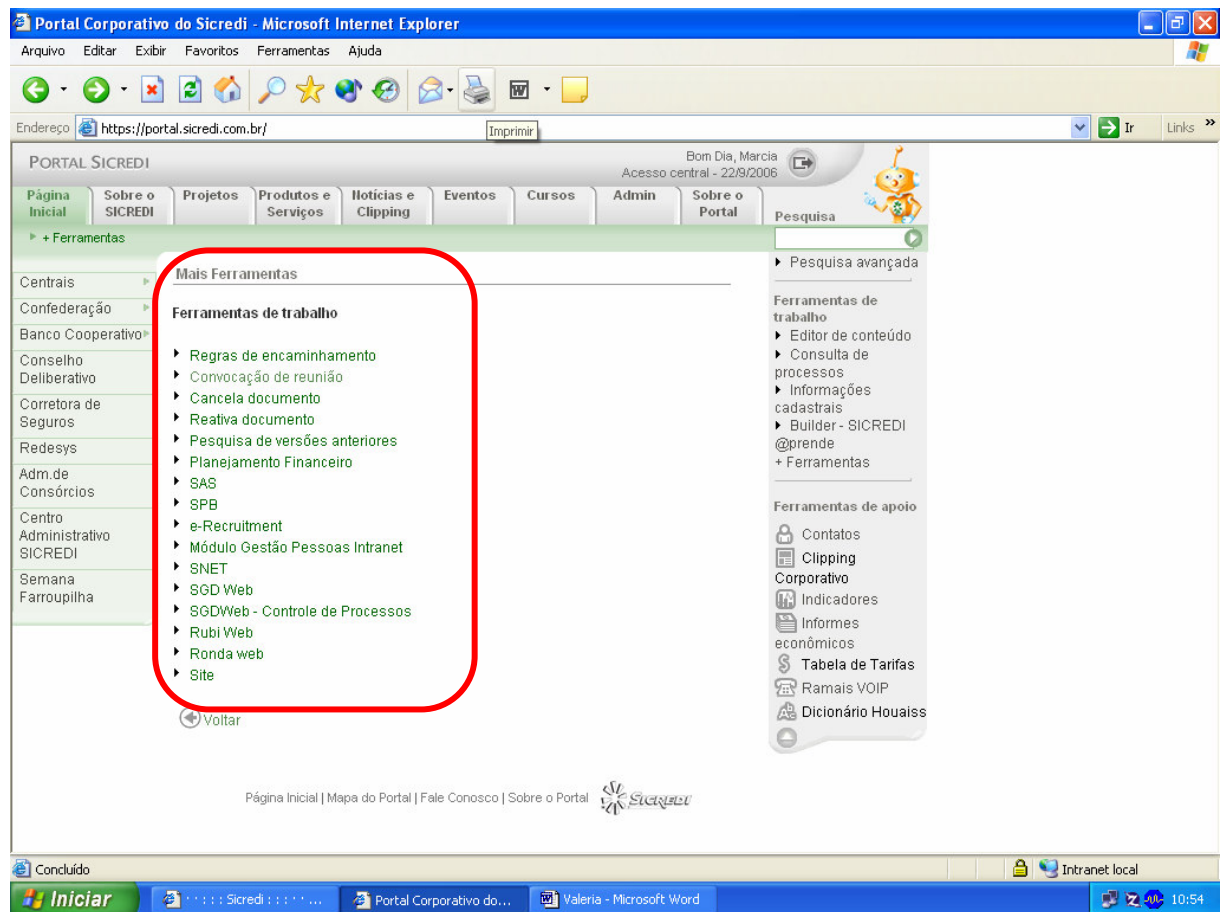 Portal Corporativo do Sicredi - Microsoft Internet Explorer
Arquivo Editar Exibir Favoritos Ferramentas Ajuda
Endereço https://portal.sicredi.com.br/ Ir Links »
Imprimir
PORTAL SICREDI
Bom Dia, Marcia
Acesso central - 22/9/2006
Página Inicial
Sobre o SICREDI
Projetos
Produtos e Serviços
Notícias e Clipping
Eventos
Cursos
Admin
Sobre o Portal
Pesquisa
+ Ferramentas
Centrais
Confederação
Banco Cooperativo
Conselho
Deliberativo
Corretora de
Seguros
Redesys
Adm.de
Consórcios
Centro
Administrativo
SICREDI
Semana
Farroupilha
Mais Ferramentas
Ferramentas de trabalho
Regras de encaminhamento
Convocação de reunião
Cancela documento
Reativa documento
Pesquisa de versões anteriores
Planejamento Financeiro
SAS
SPB
e-Recruitment
Módulo Gestão Pessoas Intranet
SNET
SGD Web
SGDWeb - Controle de Processos
Rubi Web
Ronda web
Site
Voltar
Pesquisa avançada
Ferramentas de
trabalho
Editor de conteúdo
Consulta de
processos
Informações
cadastrais
Builder - SICREDI
@prende
+ Ferramentas
Ferramentas de apoio
Contatos
Clipping
Corporativo
Indicadores
Informes
econômicos
Tabela de Tarifas
Ramais VOIP
Dicionário Houaiss
Página Inicial | Mapa do Portal | Fale Conosco | Sobre o Portal SICREDI
Concluído Intranet local
Iniciar : : : : : Sicredi : : : : : ... Portal Corporativo do... Valeria - Microsoft Word 10:54